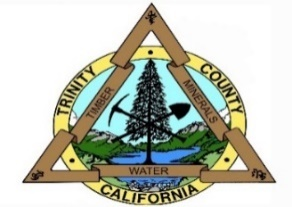 TRINITY COUNTY
TIMBER
MINERALS
WATER
CALIFORNIA